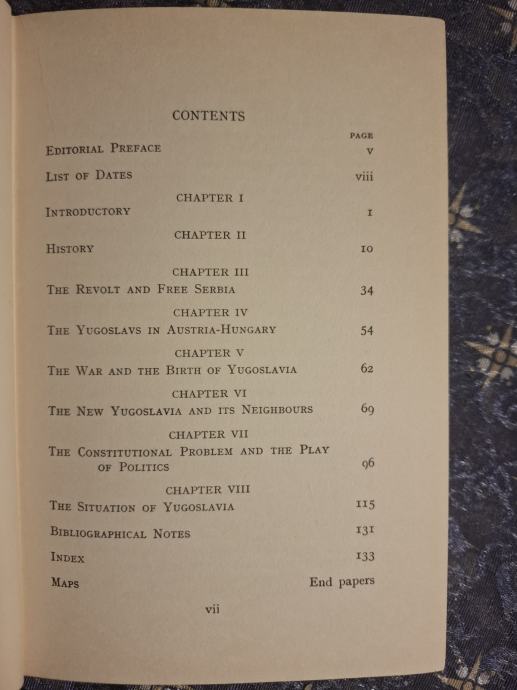 CONTENTS
PAGE
EDITORIAL PREFACE v
LIST OF DATES viii
CHAPTER I
INTRODUCTORY 1
CHAPTER II
HISTORY 10
CHAPTER III
THE REVOLT AND FREE SERBIA 34
CHAPTER IV
THE YUGOSLAVS IN AUSTRIA-HUNGARY 54
CHAPTER V
THE WAR AND THE BIRTH OF YUGOSLAVIA 62
CHAPTER VI
THE NEW YUGOSLAVIA AND ITS NEIGHBOURS 69
CHAPTER VII
THE CONSTITUTIONAL PROBLEM AND THE PLAY
OF POLITICS 96
CHAPTER VIII
THE SITUATION OF YUGOSLAVIA 115
BIBLIOGRAPHICAL NOTES 131
INDEX 133
MAPS End papers
vii